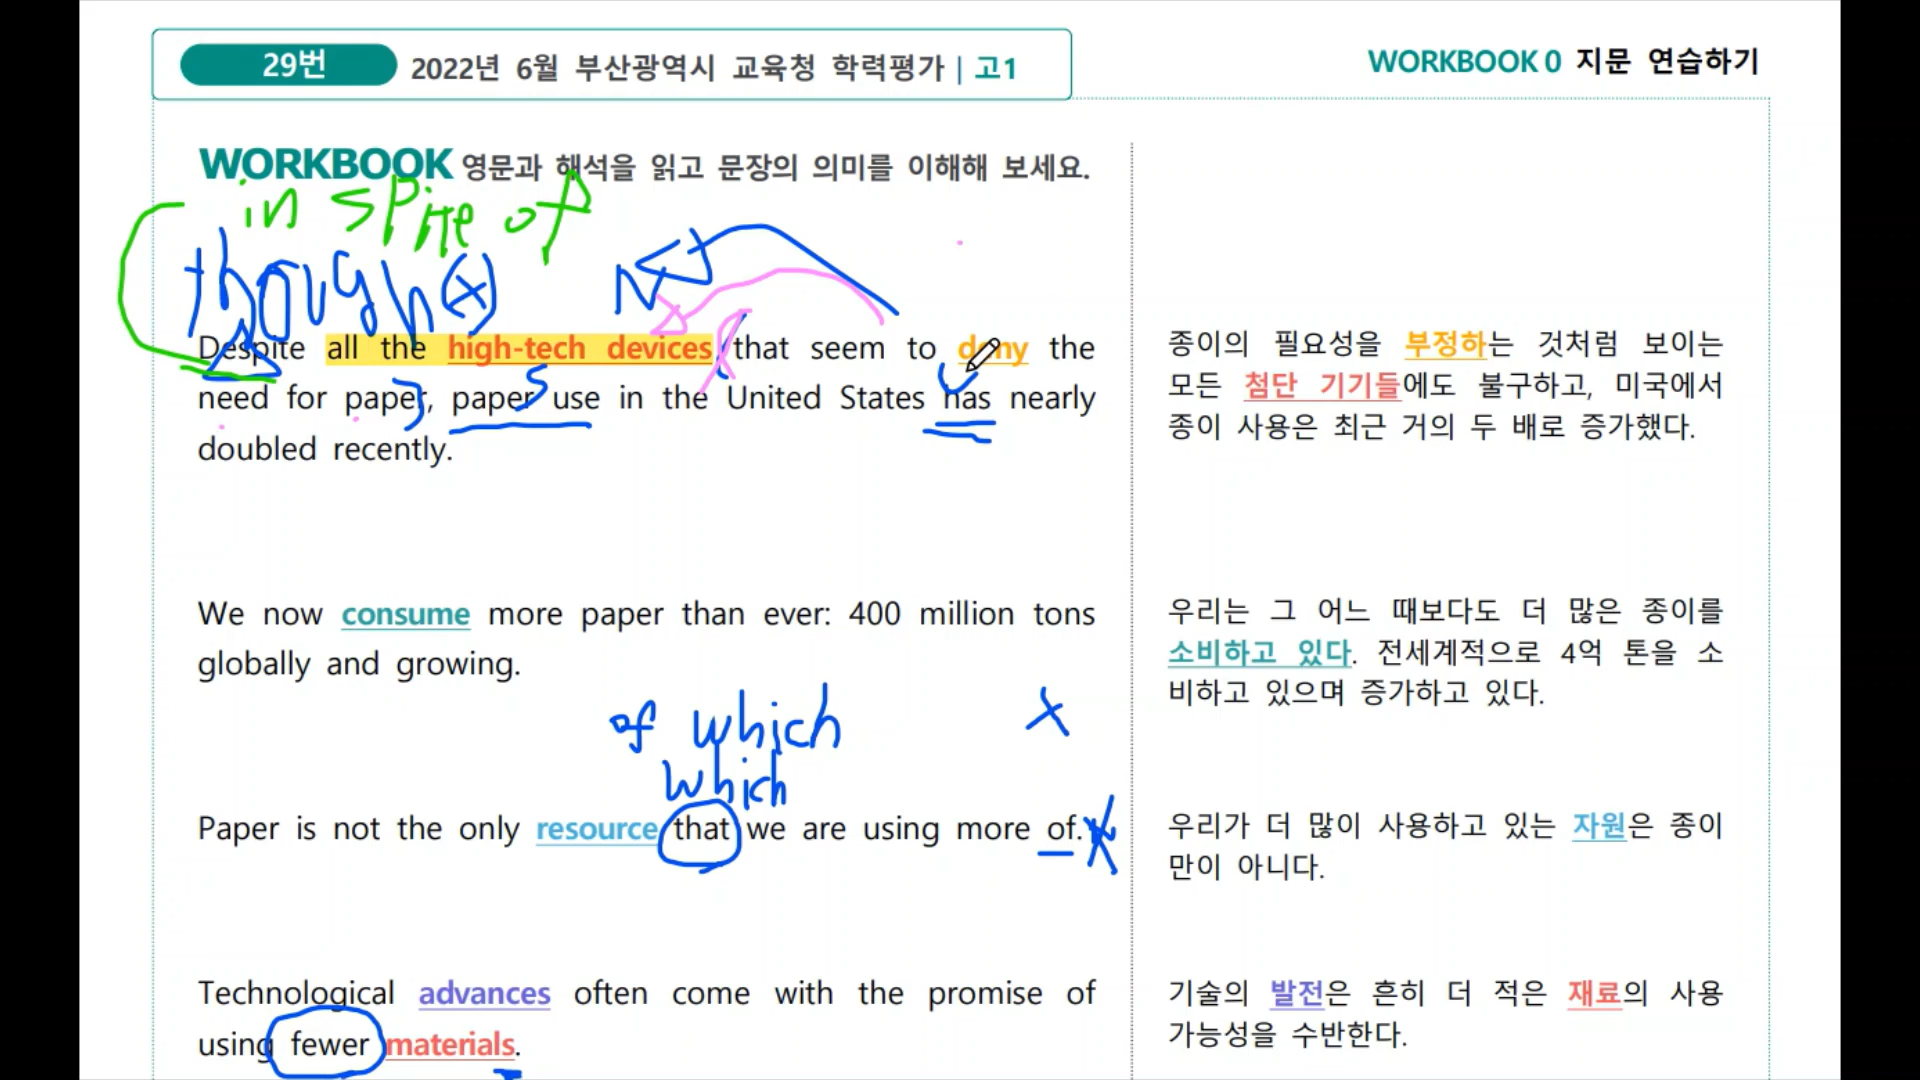 29번 2022년 6월 부산광역시 교육청 학력평가 | 고1
WORKBOOK 0 지문 연습하기
WORKBOOK 영문과 해석을 읽고 문장의 의미를 이해해 보세요.
in spite of
though(x)
Despite all the high-tech devices that seem to deny the
need for paper, paper use in the United States has nearly
doubled recently.
종이의 필요성을 부정하는 것처럼 보이는
모든 첨단 기기들에도 불구하고, 미국에서
종이 사용은 최근 거의 두 배로 증가했다.
We now consume more paper than ever: 400 million tons
globally and growing.
우리는 그 어느 때보다도 더 많은 종이를
소비하고 있다. 전세계적으로 4억 톤을 소
비하고 있으며 증가하고 있다.
of which
which
Paper is not the only resource that we are using more of.
우리가 더 많이 사용하고 있는 자원은 종이
만이 아니다.
Technological advances often come with the promise of
using fewer materials.
기술의 발전은 흔히 더 적은 재료의 사용
가능성을 수반한다.